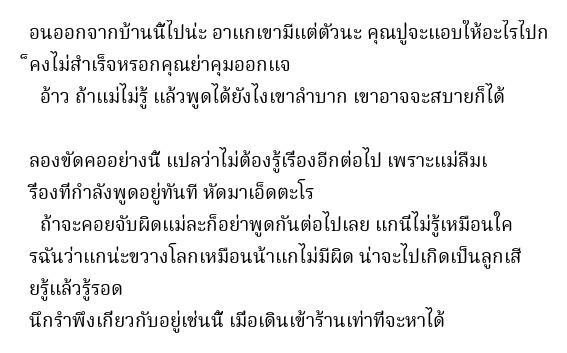 อนออกจากบ้านนี้ไปน่ะ อาแกเขามีแต่ตัวนะ คุณปู่จะแอบให้อะไรไปก
็คงไม่สำเร็จหรอกคุณย่าคุมออกแจ
อ้าว ถ้าแม่ไม่รู้ แล้วพูดได้ยังไงเขาลำบาก เขาอาจจะสบายก็ได้
ลองขัดคออย่างนี้ แปลว่าไม่ต้องรู้เรื่องอีกต่อไป เพราะแม่ลืมเ
รื่องที่กำลังพูดอยู่ทันที หัดมาเอ็ดตะโร
ถ้าจะคอยจับผิดแม่ละก็อย่าพูดกันต่อไปเลย แกนี่ไม่รู้เหมือนใค
รฉันว่าแกน่ะขวางโลกเหมือนน้าแกไม่มีผิด น่าจะไปเกิดเป็นลูกเสี
ยรู้แล้วรู้รอด
นึกรำพึงเกี่ยวกับอยู่เช่นนี้ เมื่อเดินเข้าร้านเท่าที่จะหาได้